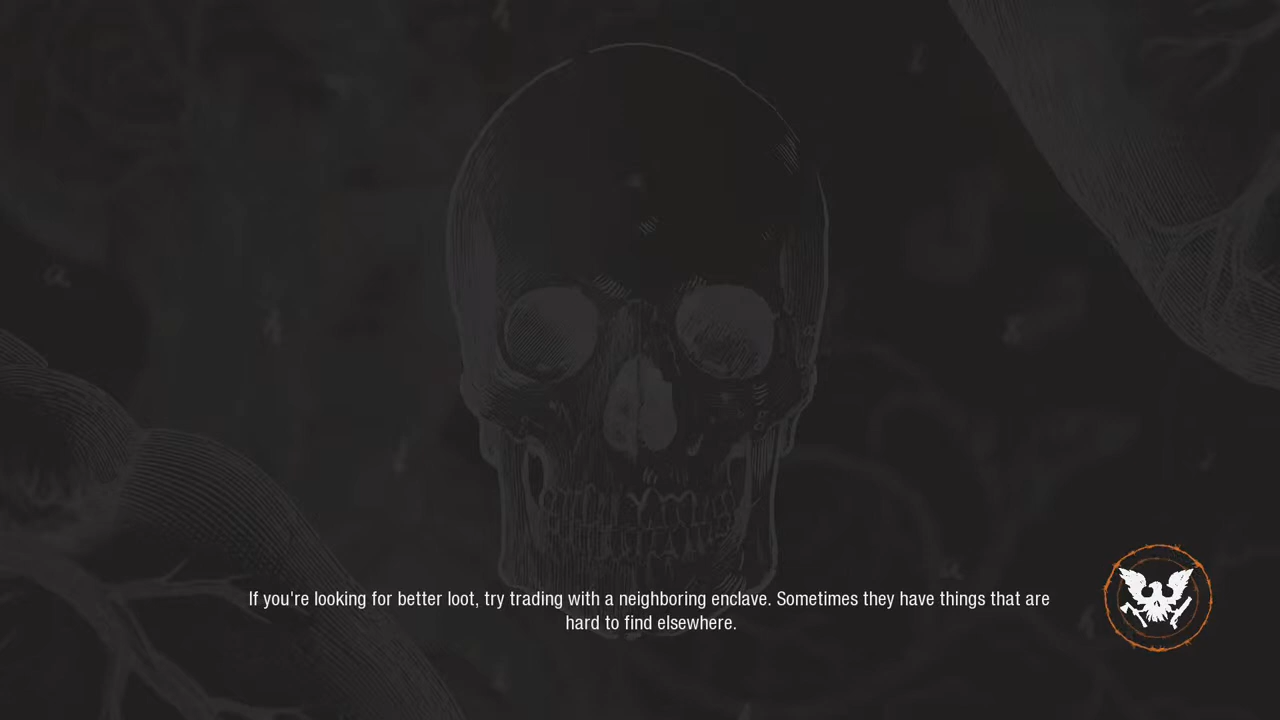 If you're looking for better loot, try trading with a neighboring enclave. Sometimes they have things that are
hard to find elsewhere.